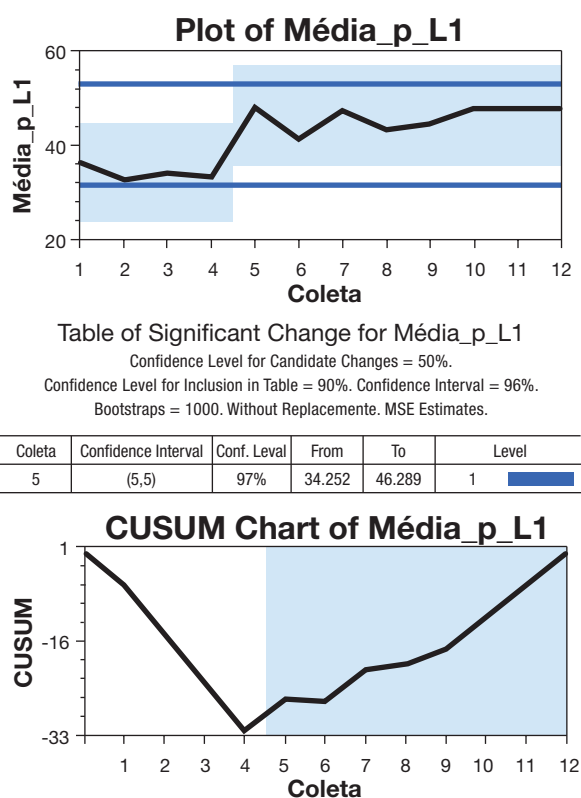 Plot of Média_p_L1
Média_p_L1
60
40
20
1 2 3 4 5 6 7 8 9 10 11 12
Coleta
Table of Significant Change for Média_p_L1
Confidence Level for Candidate Changes = 50%.
Confidence Level for Inclusion in Table = 90%. Confidence Interval = 96%.
Bootstraps = 1000. Without Replacemente. MSE Estimates.
Coleta Confidence Interval Conf. Leval From To Level
5 (5,5) 97% 34.252 46.289 1
CUSUM Chart of Média_p_L1
CUSUM
1
-16
-33
1 2 3 4 5 6 7 8 9 10 11 12
Coleta